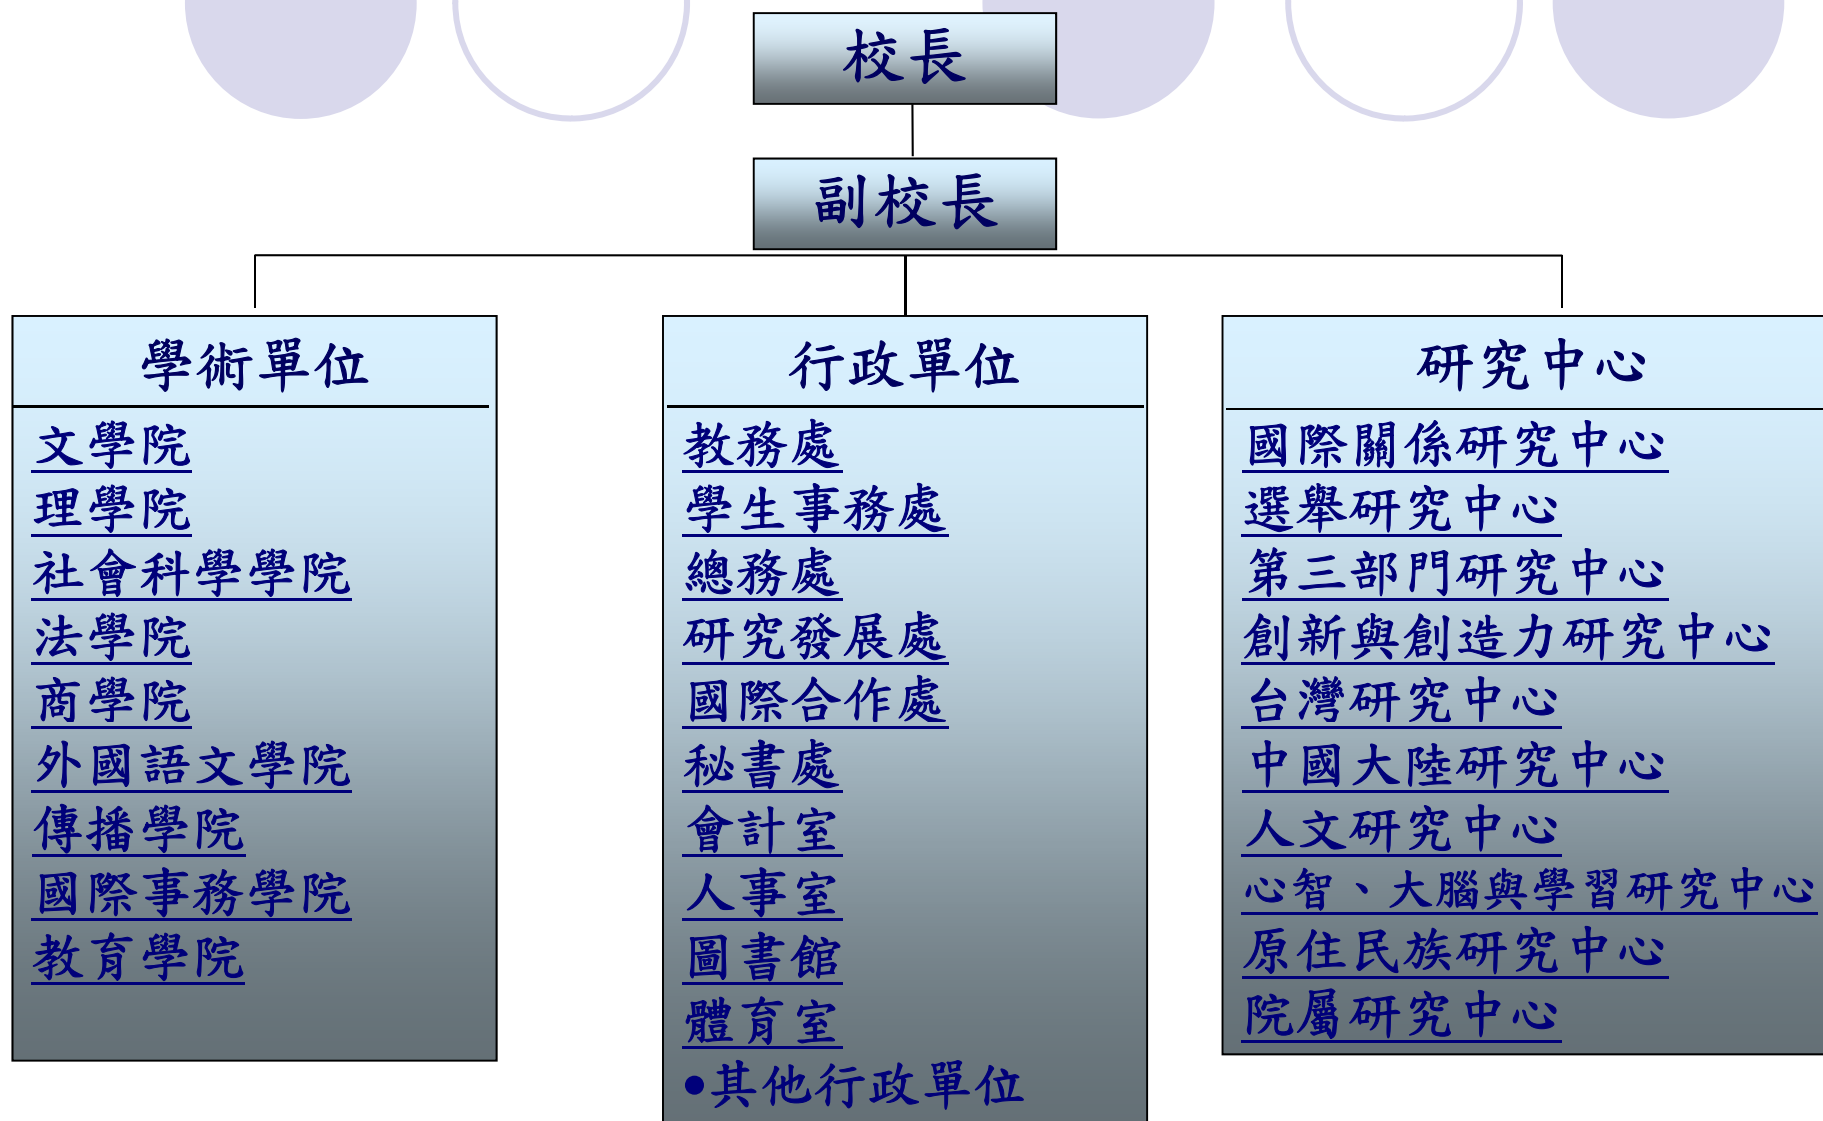 校長
副校長
學術單位
文學院
理學院
社會科學學院
法學院
商學院
外國語文學院
傳播學院
國際事務學院
教育學院
行政單位
教務處
學生事務處
總務處
研究發展處
國際合作處
秘書處
會計室
人事室
圖書館
體育室
•其他行政單位
研究中心
國際關係研究中心
選舉研究中心
第三部門研究中心
創新與創造力研究中心
台灣研究中心
中國大陸研究中心
人文研究中心
心智、大腦與學習研究中心
原住民族研究中心
院屬研究中心